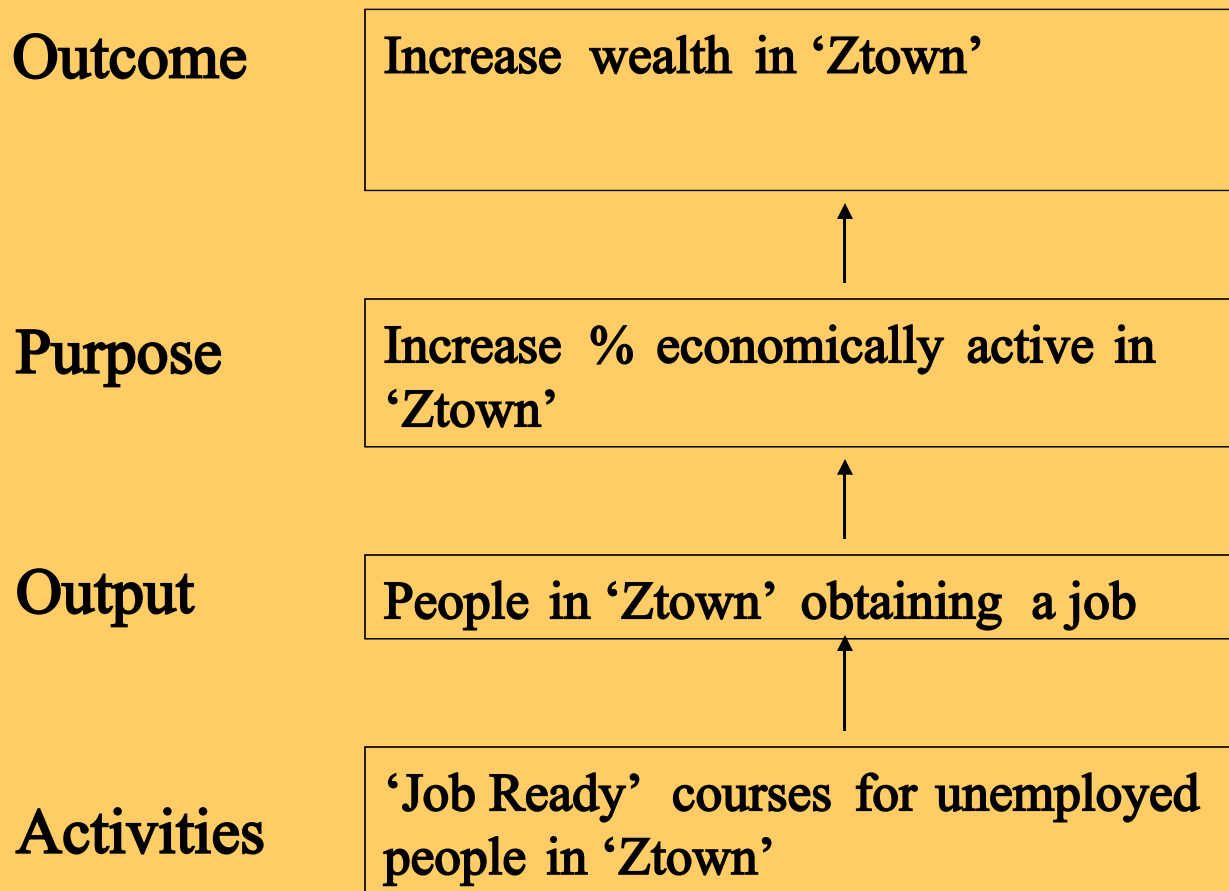 Outcome
Increase wealth in ‘Ztown’
Purpose
Increase % economically active in
‘Ztown’
Output
People in ‘Ztown’ obtaining a job
Activities
‘Job Ready’ courses for unemployed
people in ‘Ztown’